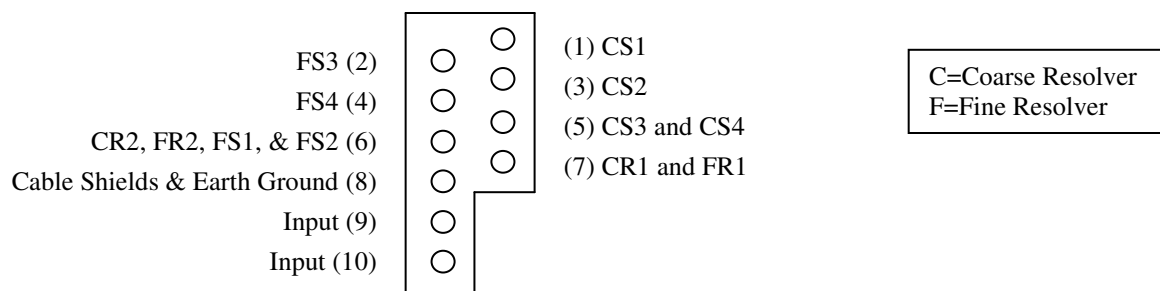 FS3 (2)
FS4 (4)
CR2, FR2, FS1, & FS2 (6)
Cable Shields & Earth Ground (8)
Input (9)
Input (10)
(1) CS1
(3) CS2
(5) CS3 and CS4
(7) CR1 and FR1
C=Coarse Resolver
F=Fine Resolver